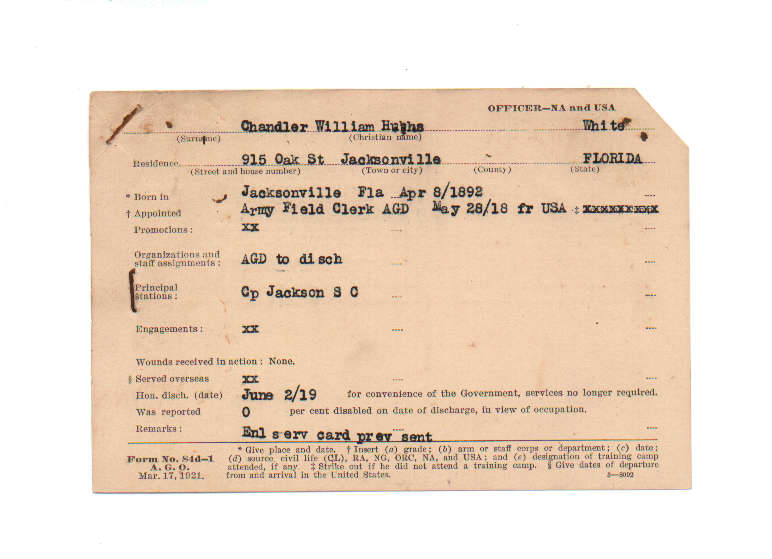 OFFICER—NA and USA
Chandler William Hughs White
(Surname) (Christian name)
Residence 915 Oak St Jacksonville FLORIDA
(Street and house number) (Town or city) (County) (State)
* Born in Jacksonville Fla Apr 8/1892
† Appointed Army Field Clerk AGD May 28/18 fr USA ‡ xxxxxxxxx
Promotions: xx
Organizations and
staff assignments: AGD to disch
Principal
Stations: Cp Jackson S C
Engagements: xx
Wounds received in action: None.
§ Served overseas xx
Hon. disch. (date) June 2/19 for convenience of the Government, services no longer required.
Was reported 0 per cent disabled on date of discharge, in view of occupation.
Remarks: Enl serv card prev sent
* Give place and date. † Insert (a) grade; (b) arm or staff corps or department; (c) date;
Form No. 84d-1 (d) source, civil life (CL), RA, NG, ORC, NA, and USA; and (e) designation of training camp
A. G. O. attended, if any ‡ Strike out if he did not attend a training camp. § Give dates of departure
Mar. 17, 1921. from and arrival in the United States. 3—8092